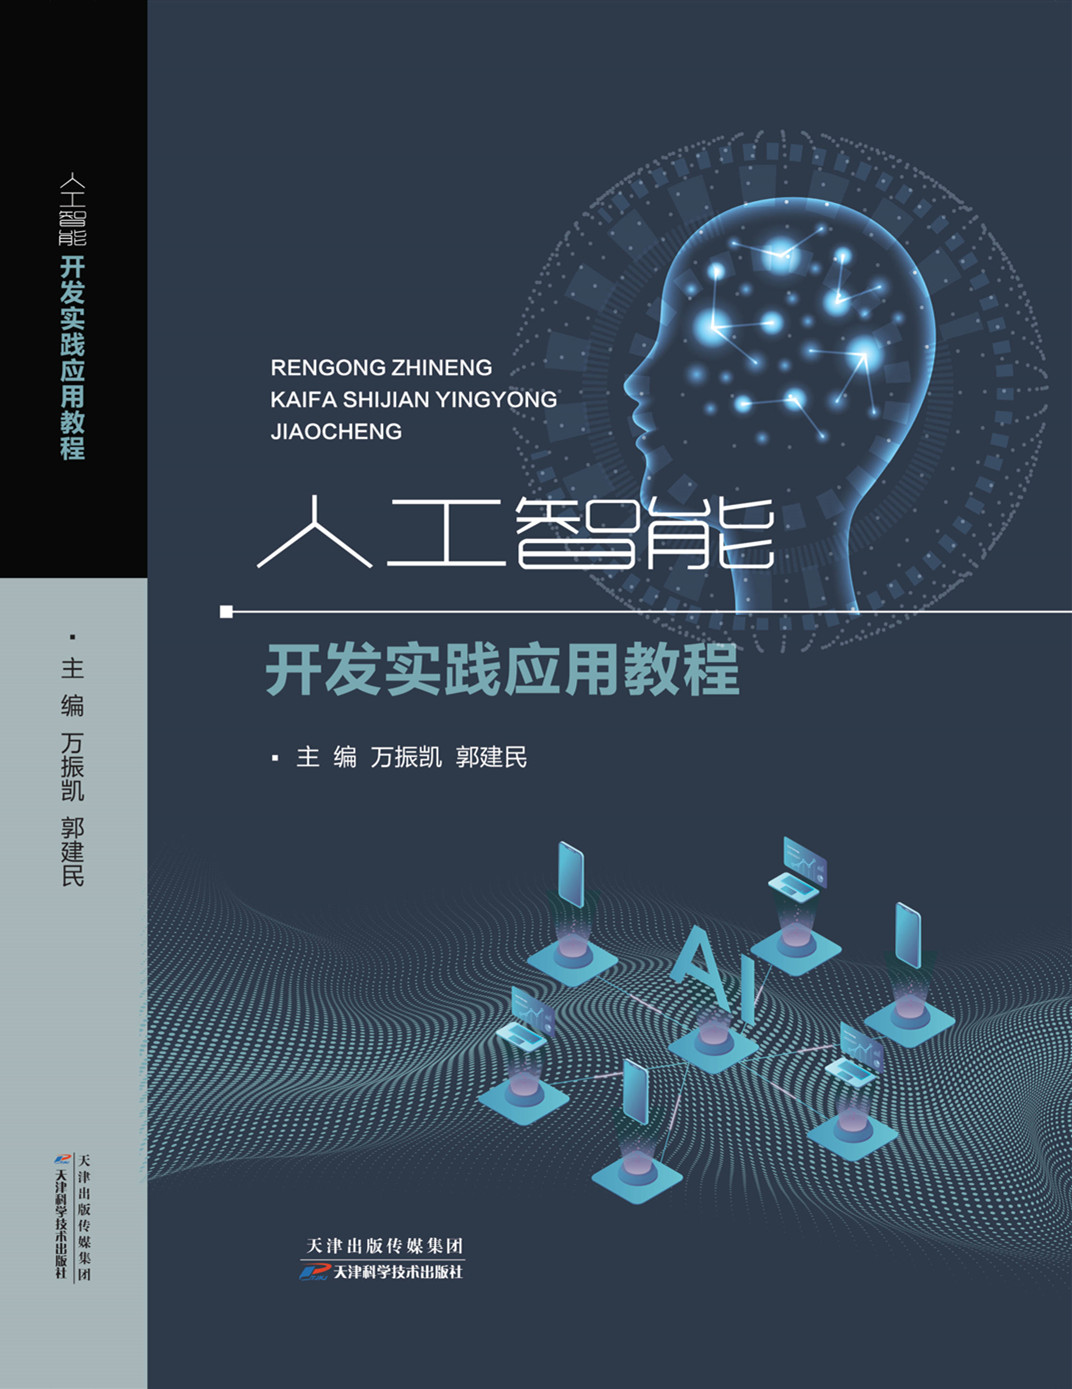 人工智能
开发实践应用教程
主 编 万振凯 郭建民
天津出版传媒集团
天津科学技术出版社
RENGONG ZHINENG
KAIFA SHIJIAN YINGYONG
JIAOCHENG
人工智能
开发实践应用教程
· 主 编 万振凯 郭建民
AI
天津出版传媒集团
天津科学技术出版社